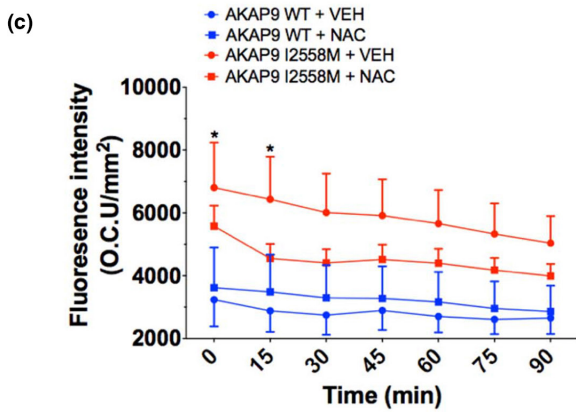 (c)
AKAP9 WT + VEH
AKAP9 WT + NAC
AKAP9 I2558M + VEH
AKAP9 I2558M + NAC
Fluoresence intensity
(O.C.U/mm²)
10000
8000
6000
4000
2000
* *
0 15 30 45 60 75 90
Time (min)